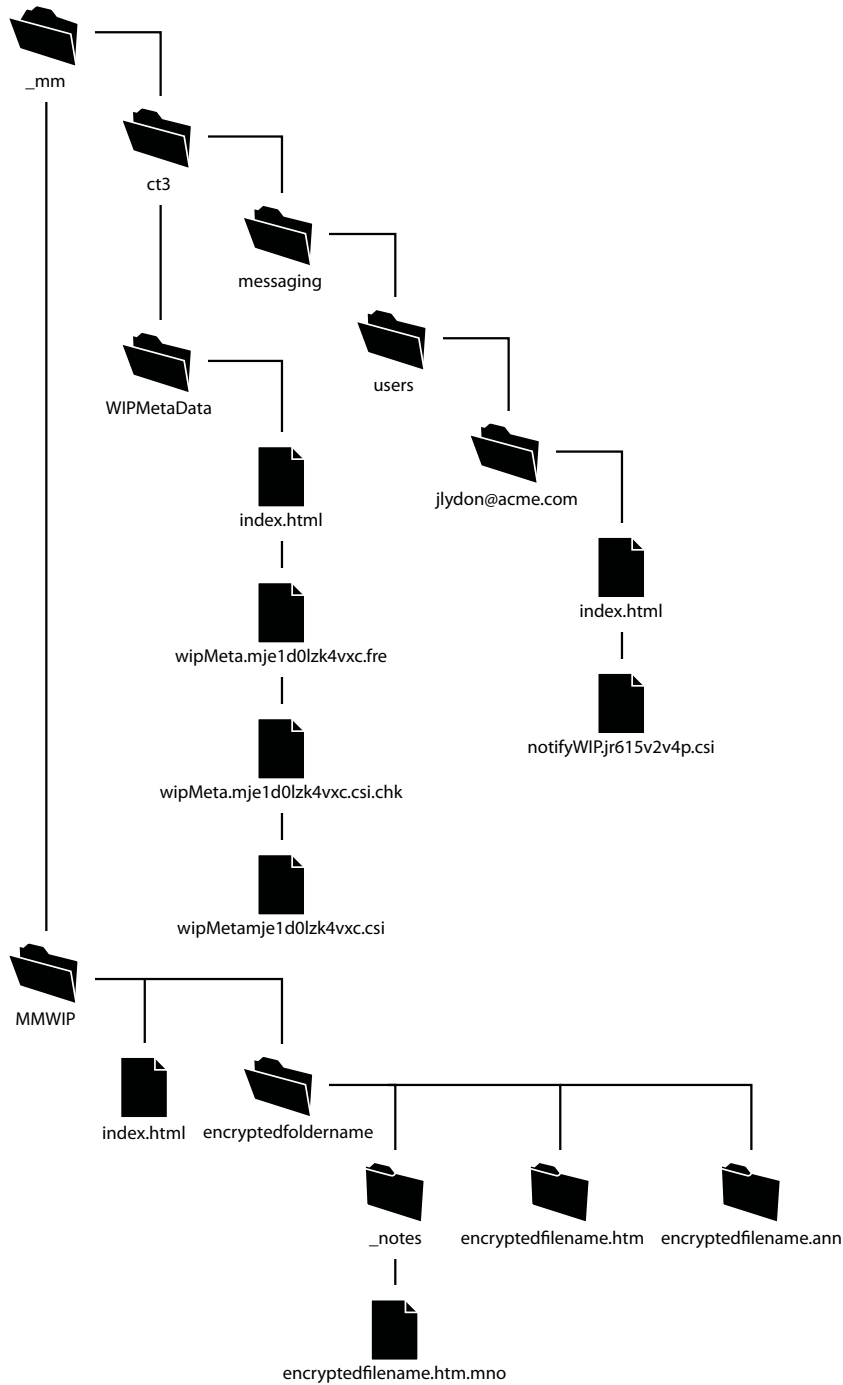 _mm
ct3
messaging
users
WIPMetaData
jlydon@acme.com
index.html
wipMeta.mje1d0lzk4vxc.fre
wipMeta.mje1d0lzk4vxc.csi.chk
wipMetamje1d0lzk4vxc.csi
index.html
notifyWIP.jr615v2v4p.csi
MMWIP
index.html
encryptedfoldername
_notes
encryptedfilename.htm
encryptedfilename.ann
encryptedfilename.htm.mno